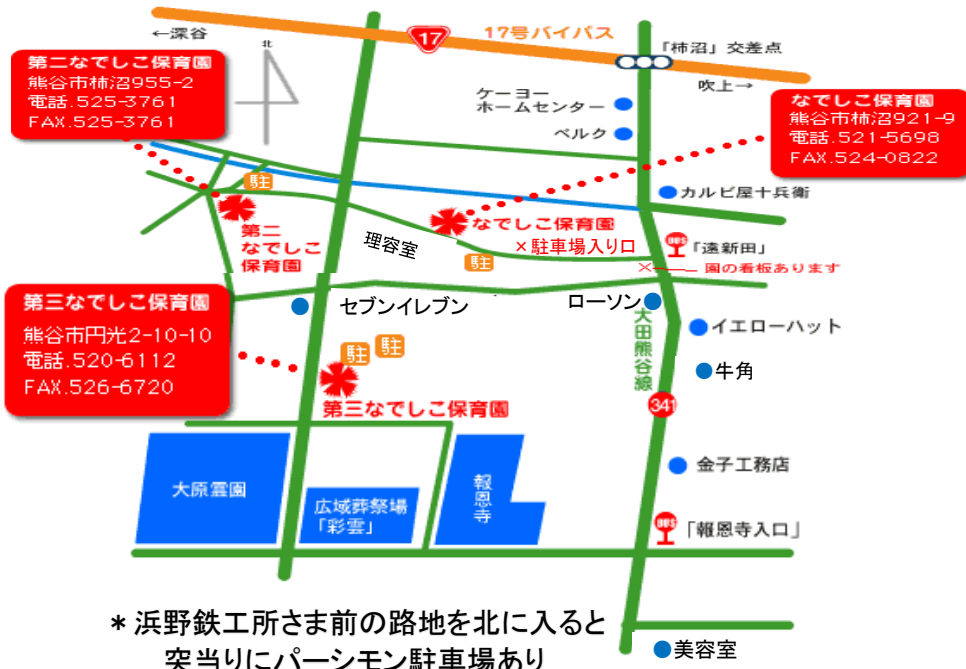 ←深谷
北
17
17号バイパス
「柿沼」交差点
吹上→
第二なでしこ保育園
熊谷市柿沼955-2
電話.525-3761
FAX.525-3761
ケーヨー
ホームセンター
ベルク
なでしこ保育園
熊谷市柿沼921-9
電話.521-5698
FAX.524-0822
駐
カルビ屋十兵衛
第二
なでしこ
保育園
なでしこ保育園
理容室
×駐車場入り口
駐
BUS
「遠新田」
×
園の看板あります
第三なでしこ保育園
熊谷市円光2-10-10
電話.520-6112
FAX.526-6720
セブンイレブン
ローソン
大田熊谷線
イエローハット
駐
駐
牛角
第三なでしこ保育園
341
金子工務店
大原霊園
広域葬祭場
「彩雲」
報恩寺
BUS
「報恩寺入口」
*浜野鉄工所さま前の路地を北に入ると
突当りにパーシモン駐車場あり
美容室